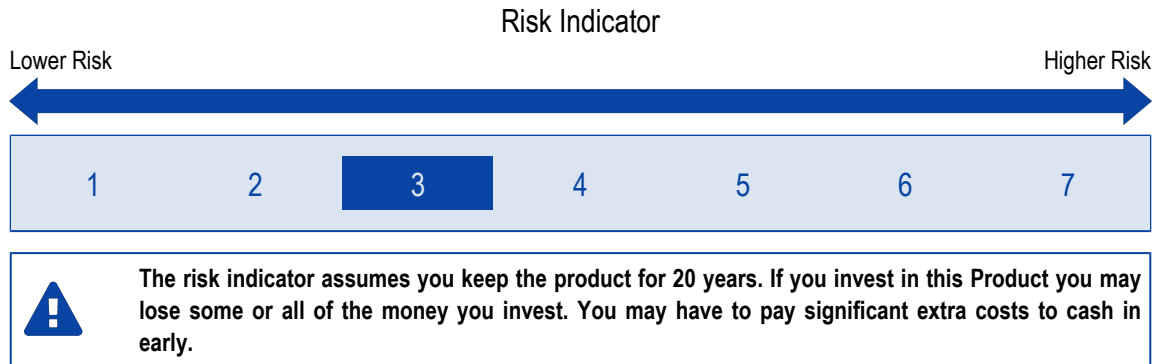 Risk Indicator
Lower Risk Higher Risk
1 2 3 4 5 6 7
The risk indicator assumes you keep the product for 20 years. If you invest in this Product you may
lose some or all of the money you invest. You may have to pay significant extra costs to cash in
early.